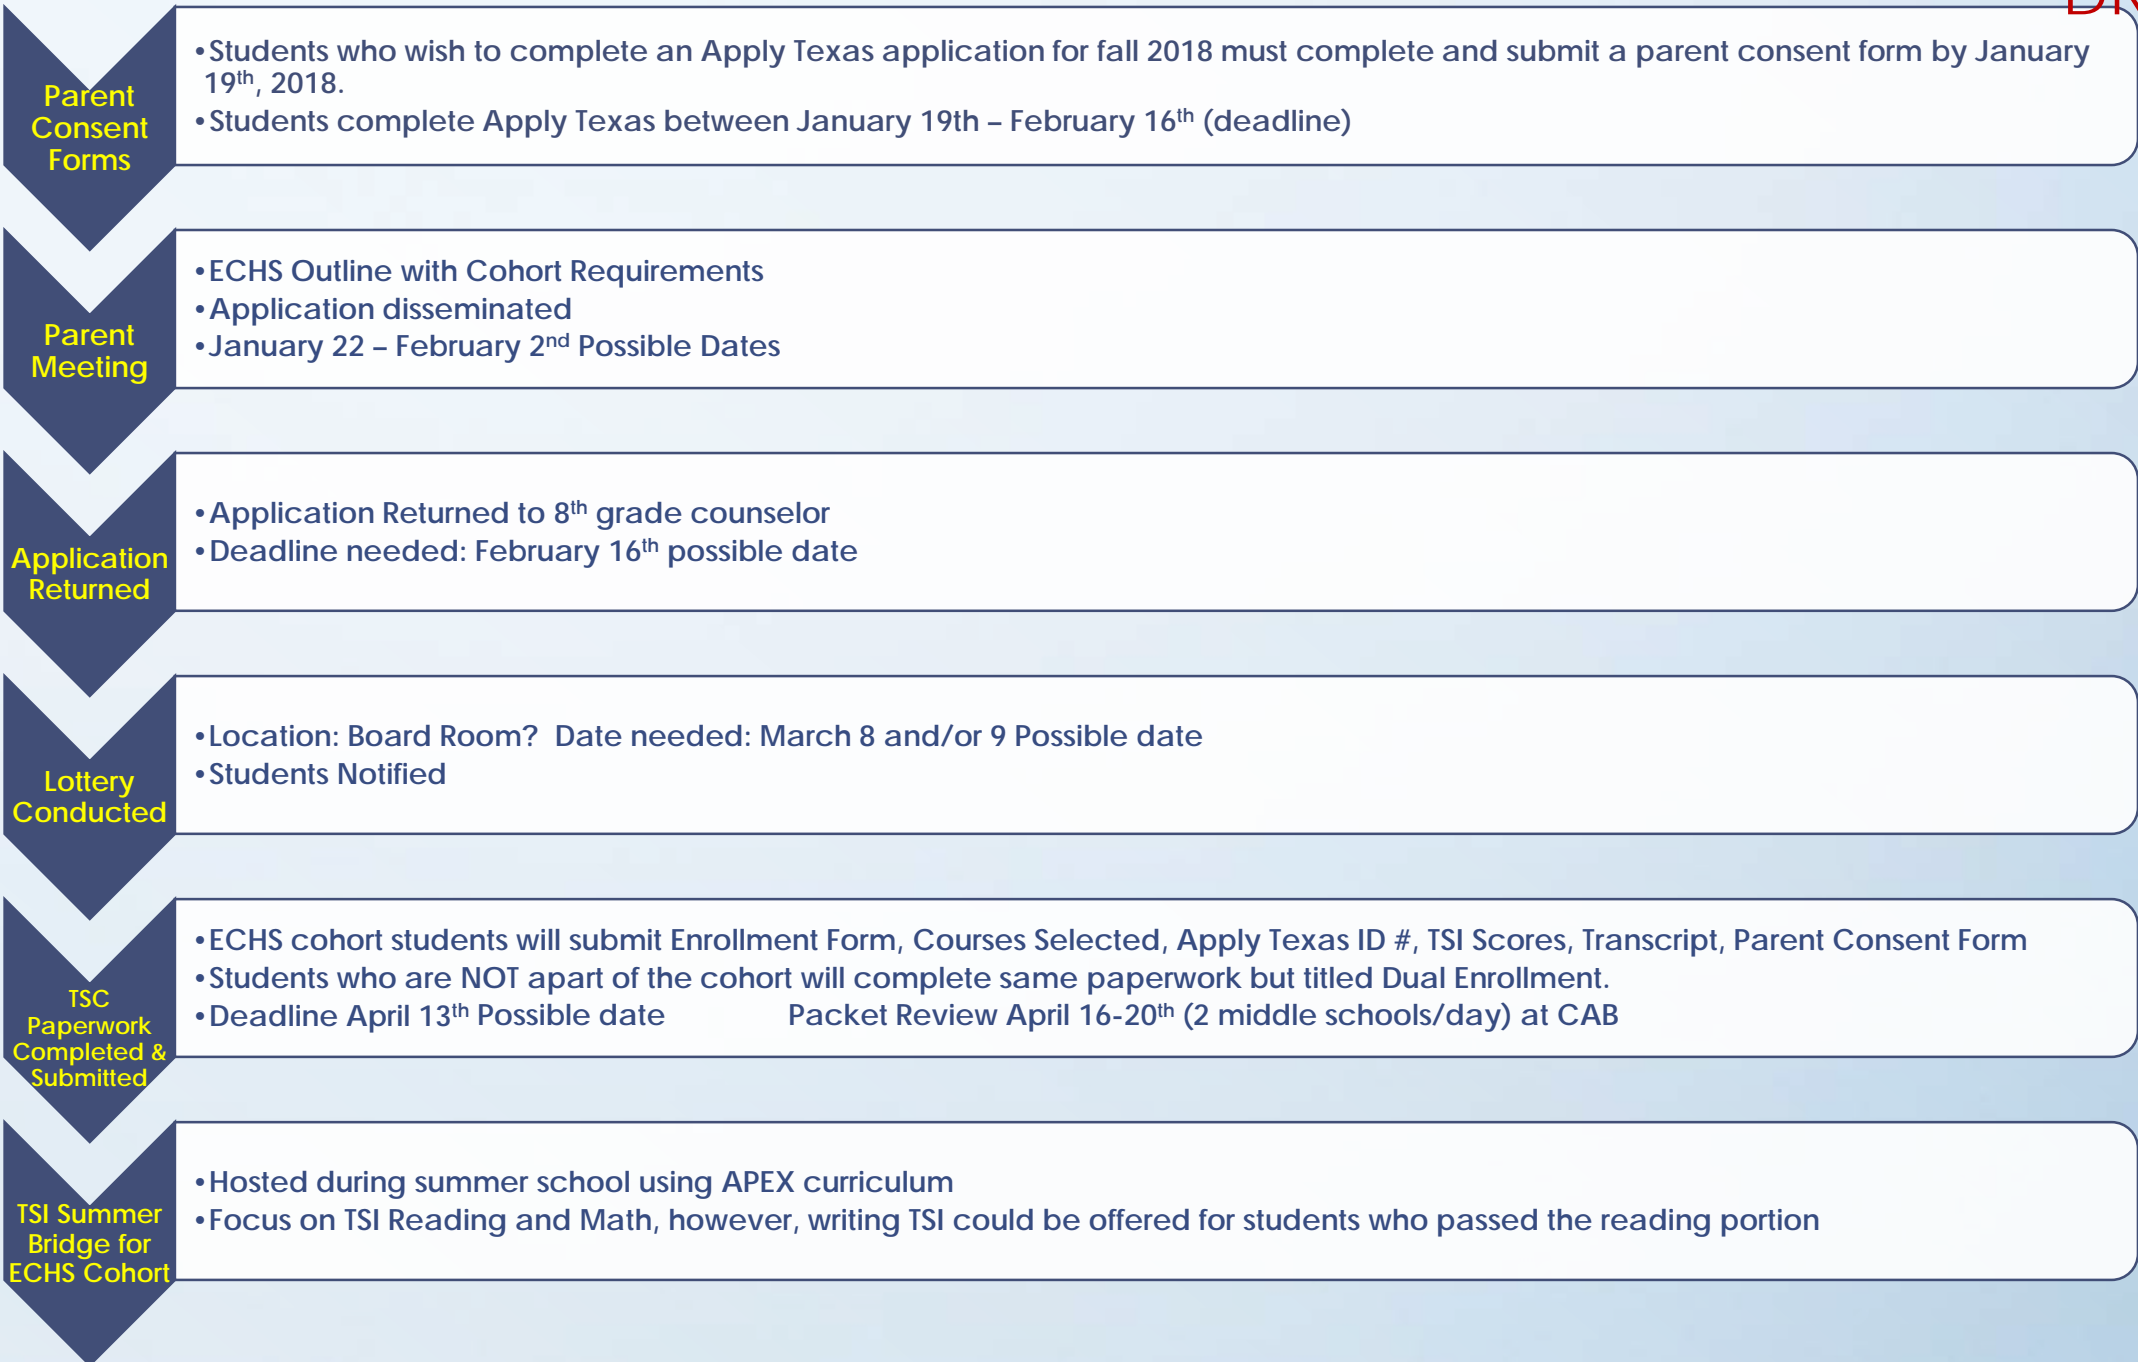 Parent
Consent
Forms
•Students who wish to complete an Apply Texas application for fall 2018 must complete and submit a parent consent form by January
19th, 2018.
•Students complete Apply Texas between January 19th – February 16th (deadline)
Parent
Meeting
•ECHS Outline with Cohort Requirements
•Application disseminated
•January 22 – February 2nd Possible Dates
Application
Returned
•Application Returned to 8th grade counselor
•Deadline needed: February 16th possible date
Lottery
Conducted
•Location: Board Room?  Date needed: March 8 and/or 9 Possible date
•Students Notified
TSC
Paperwork
Completed &
Submitted
•ECHS cohort students will submit Enrollment Form, Courses Selected, Apply Texas ID #, TSI Scores, Transcript, Parent Consent Form
•Students who are NOT apart of the cohort will complete same paperwork but titled Dual Enrollment.
•Deadline April 13th Possible date Packet Review April 16-20th (2 middle schools/day) at CAB
TSI Summer
Bridge for
ECHS Cohort
•Hosted during summer school using APEX curriculum
•Focus on TSI Reading and Math, however, writing TSI could be offered for students who passed the reading portion